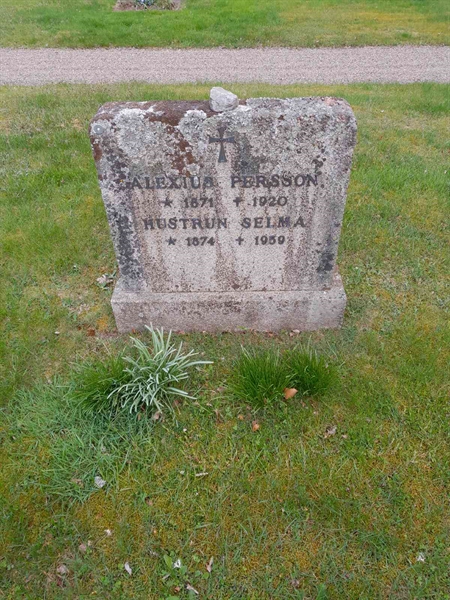 ALEXIUS PERSSON
* 1871 † 1920
HUSTRUN SELMA
* 1874 † 1959